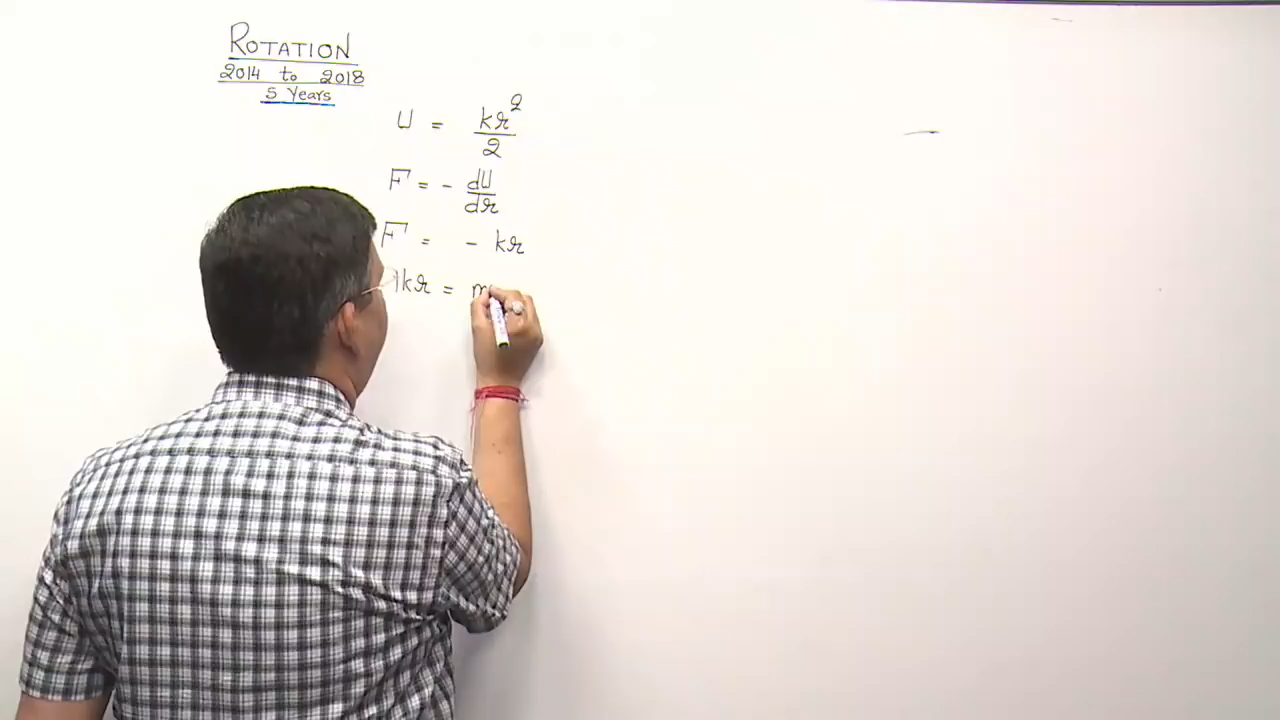 ROTATION
2014 to 2018
5 Years
U = kr²/2
F = - dU/dr
F = - kr
kr = m